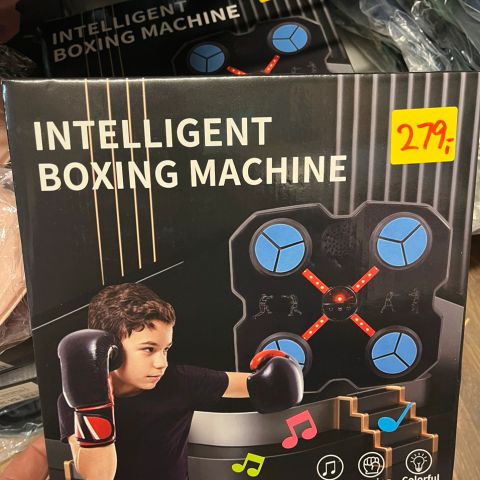 INTELLIGENT
BOXING MACHINE
INTELLIGENT
BOXING MACHINE
279,-
Colorful